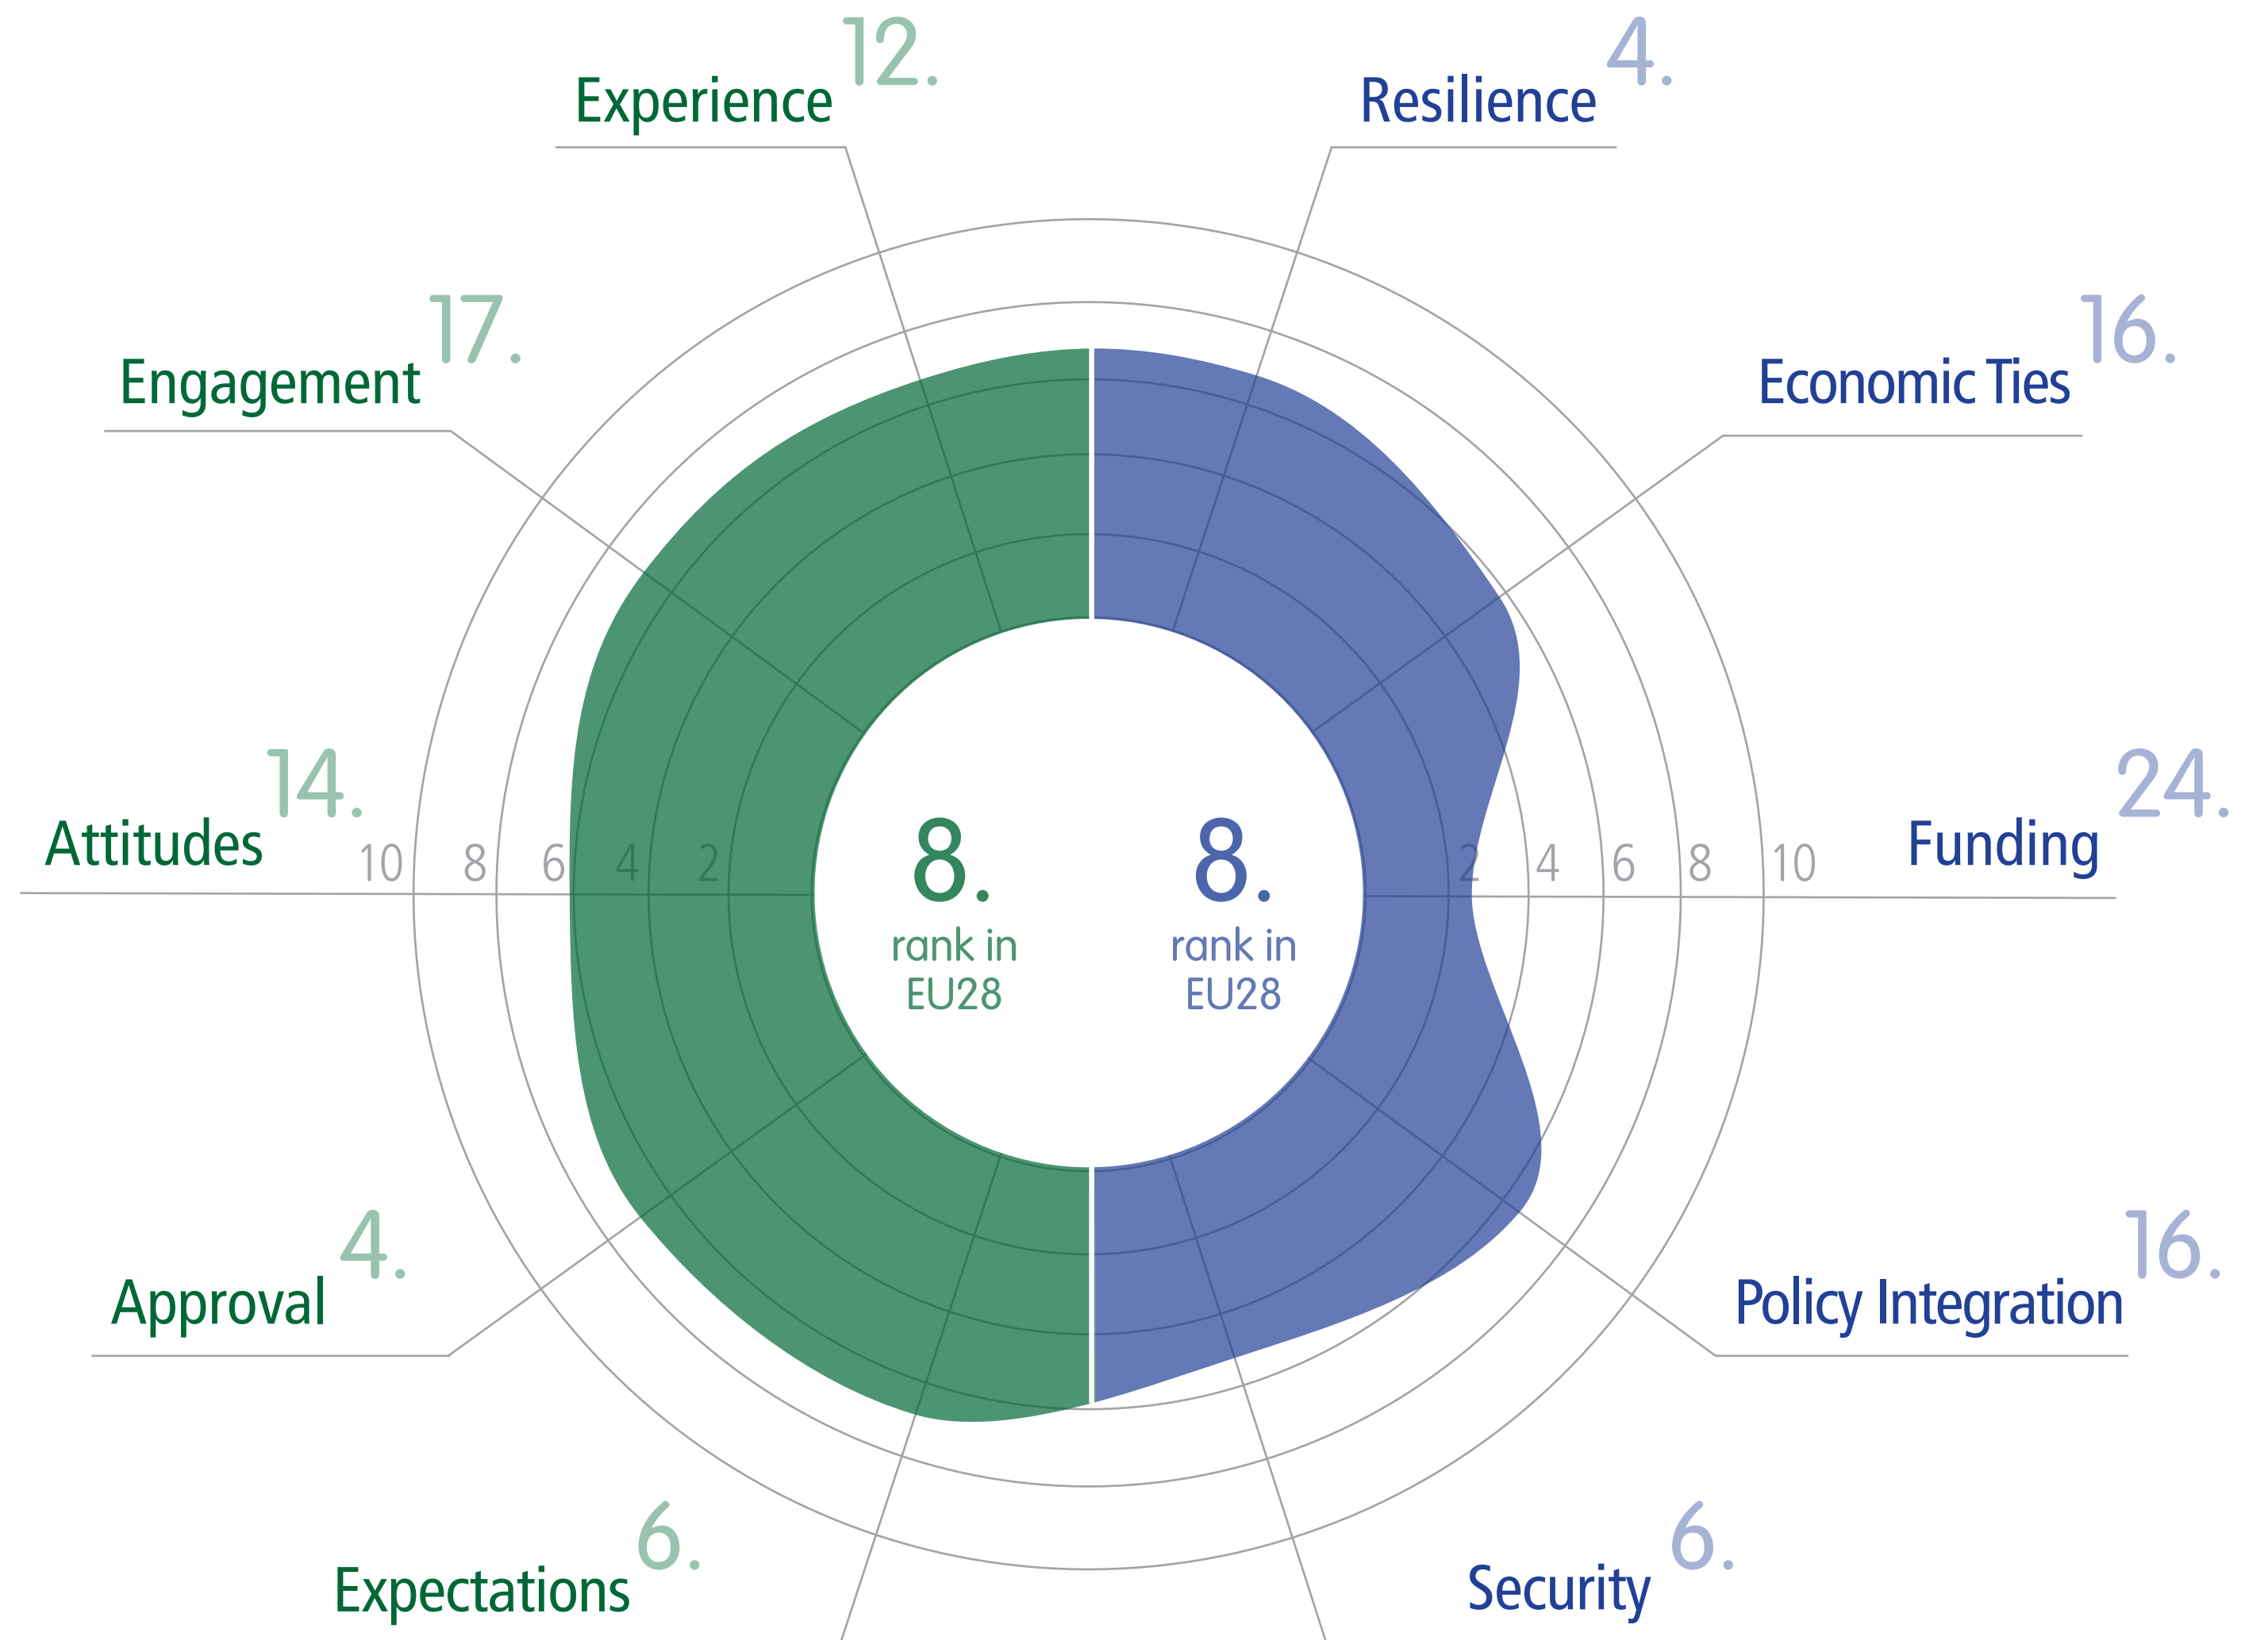 Experience 12.
Resilience 4.
Engagement 17.
Economic Ties 16.
Attitudes 14.
Funding 24.
10 8 6 4 2
2 4 6 8 10
8.
rank in
EU28
8.
rank in
EU28
Approval 4.
Policy Integration 16.
Expectations 6.
Security 6.